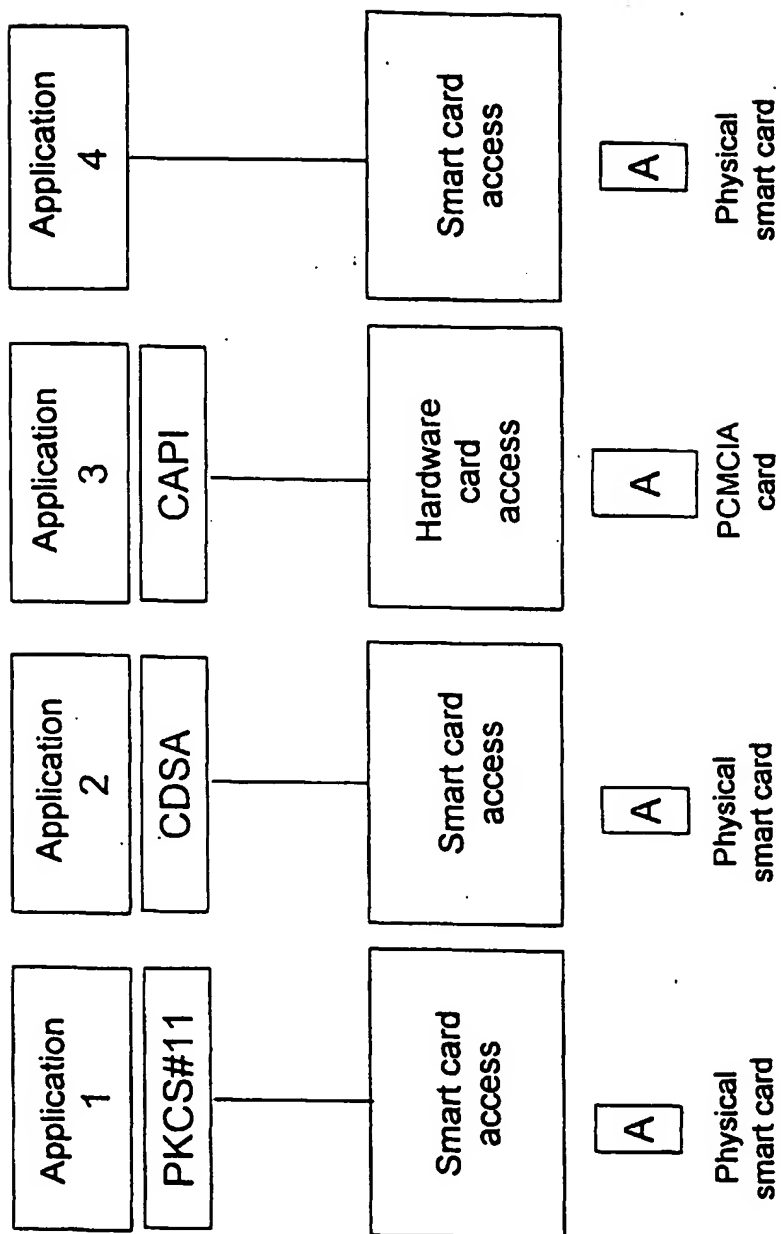 Application
1
PKCS#11
Smart card
access
A
Physical
smart card
Application
2
CDSA
Smart card
access
A
Physical
smart card
Application
3
CAPI
Hardware
card
access
A
PCMCIA
card
Application
4
Smart card
access
A
Physical
smart card